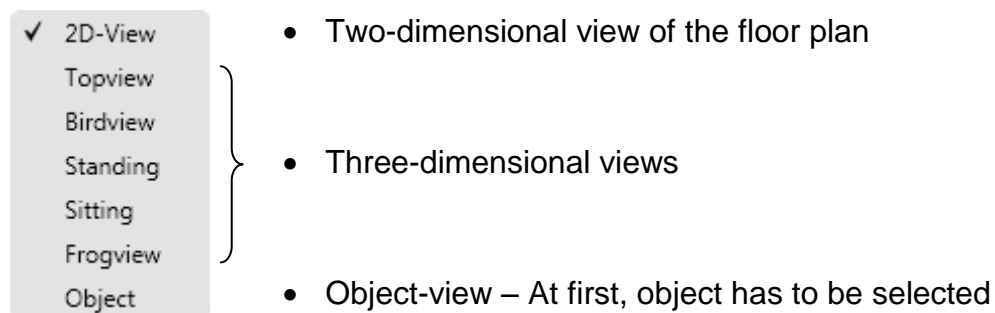 ✓ 2D-View • Two-dimensional view of the floor plan
Topview
Birdview
Standing • Three-dimensional views
Sitting
Frogview
Object • Object-view – At first, object has to be selected